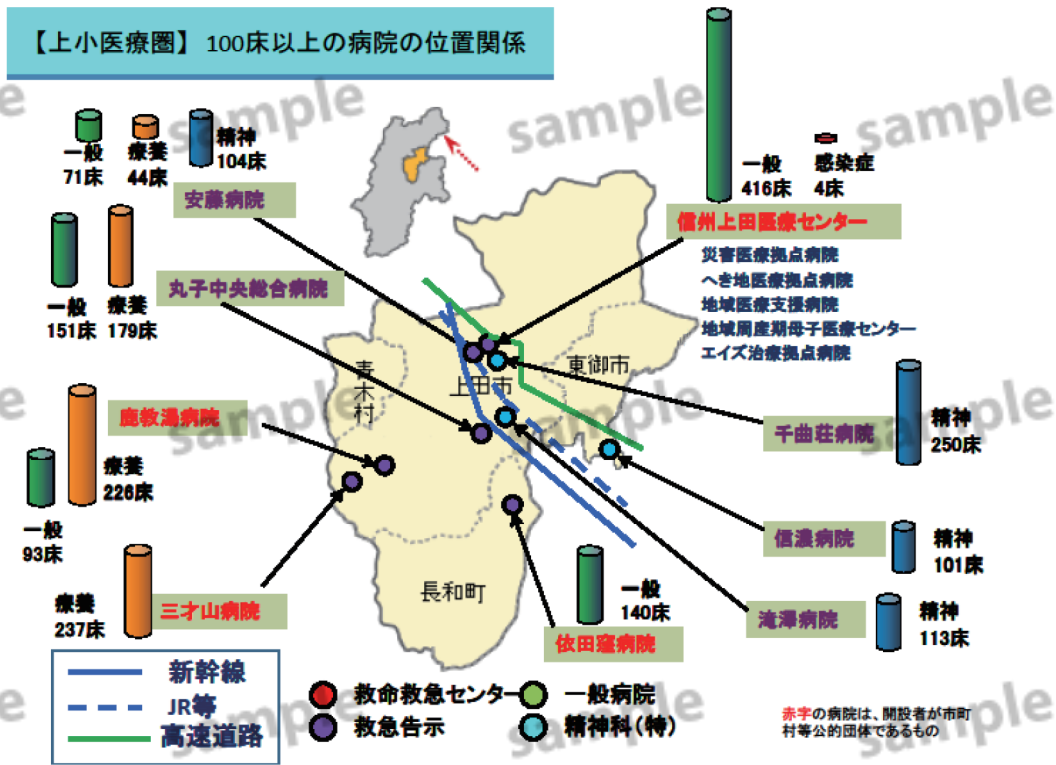 【上小医療圏】 100床以上の病院の位置関係
sample
sample
sample
一般
71床
療養
44床
精神
104床
安藤病院
一般
416床
感染症
4床
信州上田医療センター
災害医療拠点病院
へき地医療拠点病院
地域医療支援病院
地域周産期母子医療センター
エイズ治療拠点病院
一般
151床
療養
179床
丸子中央総合病院
青木村
上田市
東御市
sample
sample
sample
鹿教湯病院
一般
93床
療養
226床
千曲荘病院
精神
250床
信濃病院
精神
101床
療養
237床
三才山病院
長和町
一般
140床
依田窪病院
滝澤病院
精神
113床
新幹線
JR等
高速道路
救命救急センター
一般病院
救急告示
精神科(特)
sample
sample
sample
赤字の病院は、開設者が市町
村等公的団体であるもの